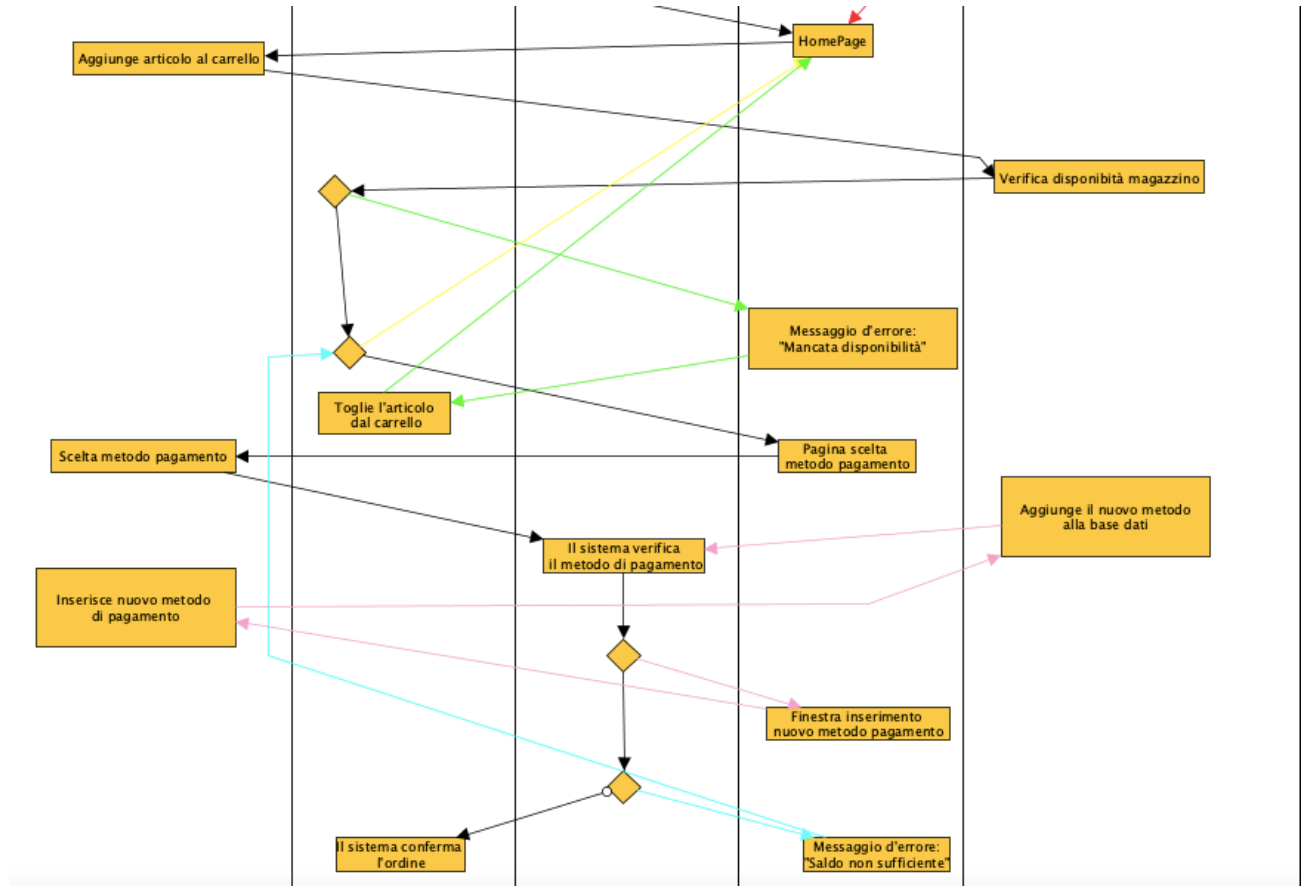 HomePage
Aggiunge articolo al carrello
Verifica disponibità magazzino
Messaggio d'errore:
"Mancata disponibilità"
Toglie l'articolo
dal carrello
Scelta metodo pagamento
Pagina scelta
metodo pagamento
Aggiunge il nuovo metodo
alla base dati
Il sistema verifica
il metodo di pagamento
Inserisce nuovo metodo
di pagamento
Finestra inserimento
nuovo metodo pagamento
Il sistema conferma
l'ordine
Messaggio d'errore:
"Saldo non sufficiente"